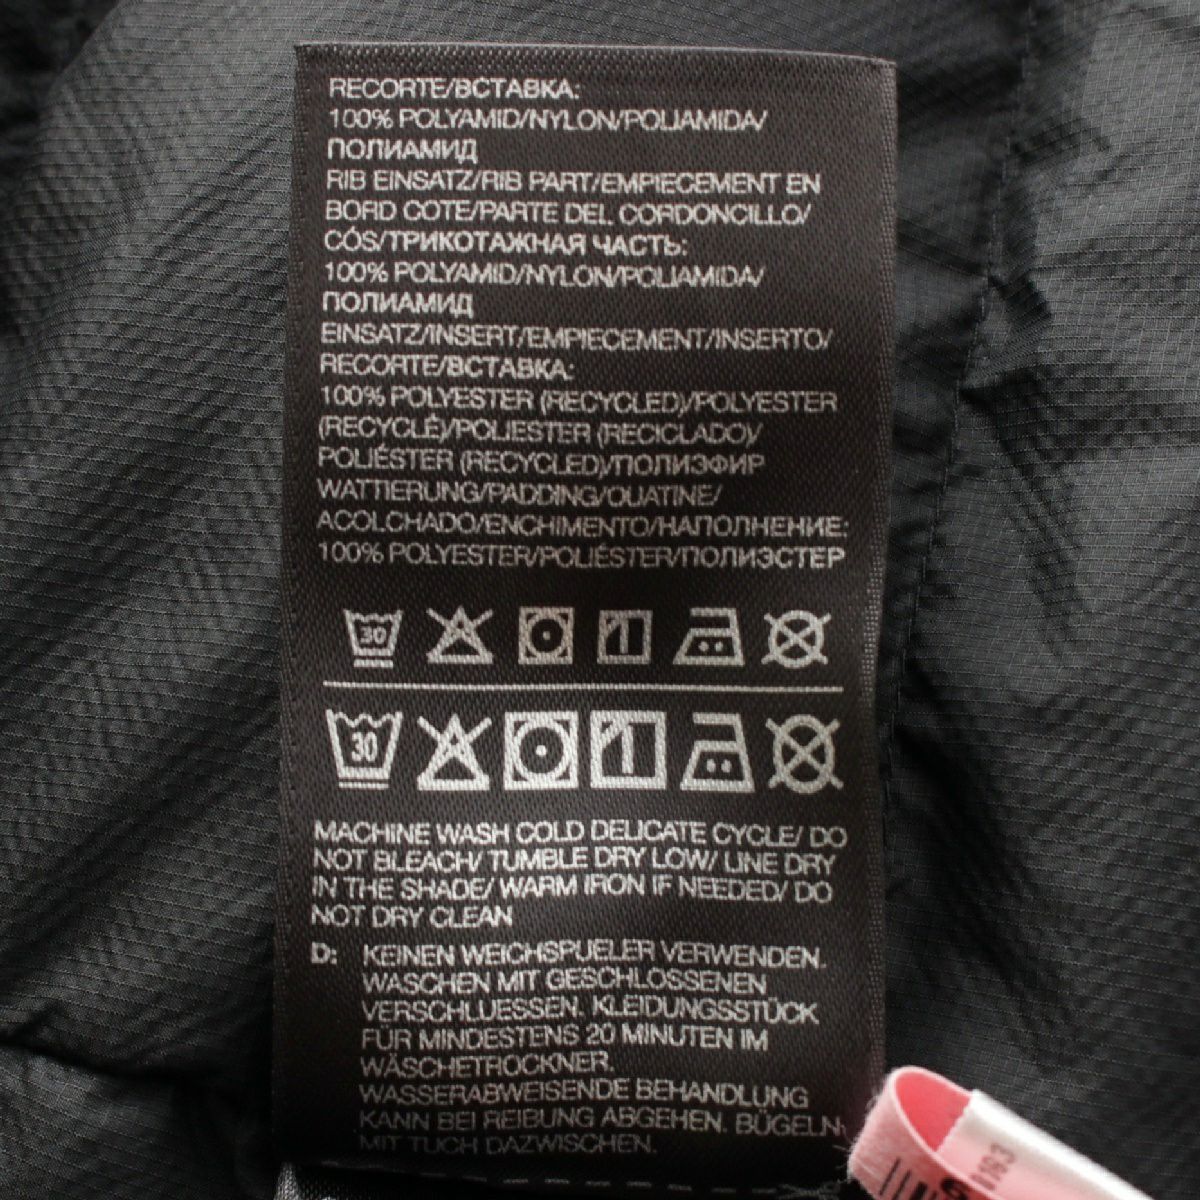 RECORTE/ВСТАВКА:
100% POLYAMID/NYLON/POLIAMIDA/
ПОЛИАМИД
RIB EINSATZ/RIB PART/EMPIECEMENT EN
BORD COTE/PARTE DEL CORDONCILLO/
CÓS/ТРИКОТАЖНАЯ ЧАСТЬ:
100% POLYAMID/NYLON/POLIAMIDA/
ПОЛИАМИД
EINSATZ/INSERT/EMPIECEMENT/INSERTO/
RECORTE/ВСТАВКА:
100% POLYESTER (RECYCLED)/POLYESTER
(RECYCLÉ)/POLIESTER (RECICLADO)/
POLIÉSTER (RECYCLED)/ПОЛИЭФИР
WATTIERUNG/PADDING/OUATINE/
ACOLCHADO/ENCHIMENTO/НАПОЛНЕНИЕ:
100% POLYESTER/POLIÉSTER/ПОЛИЭСТЕР
30
30
MACHINE WASH COLD DELICATE CYCLE/ DO
NOT BLEACH/ TUMBLE DRY LOW/ LINE DRY
IN THE SHADE/ WARM IRON IF NEEDED/ DO
NOT DRY CLEAN
D: KEINEN WEICHSPUELER VERWENDEN.
WASCHEN MIT GESCHLOSSENEN
VERSCHLUESSEN. KLEIDUNGSSTÜCK
FÜR MINDESTENS 20 MINUTEN IM
WÄSCHETROCKNER.
WASSERABWEISENDE BEHANDLUNG
KANN BEI REIBUNG ABGEHEN. BÜGELN
MIT TUCH DAZWISCHEN.